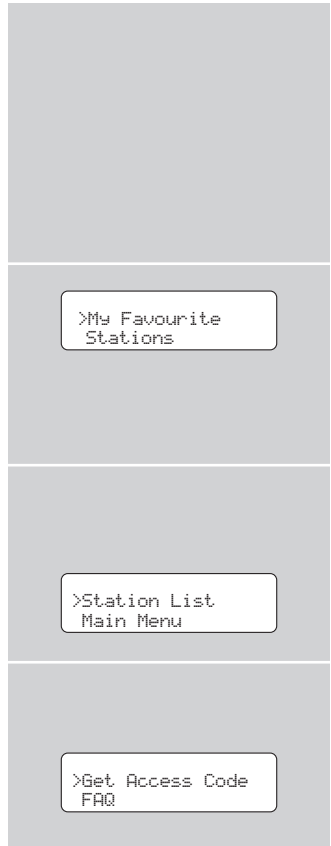 >My Favourite
Stations
>Station List
Main Menu
>Get Access Code
FAQ